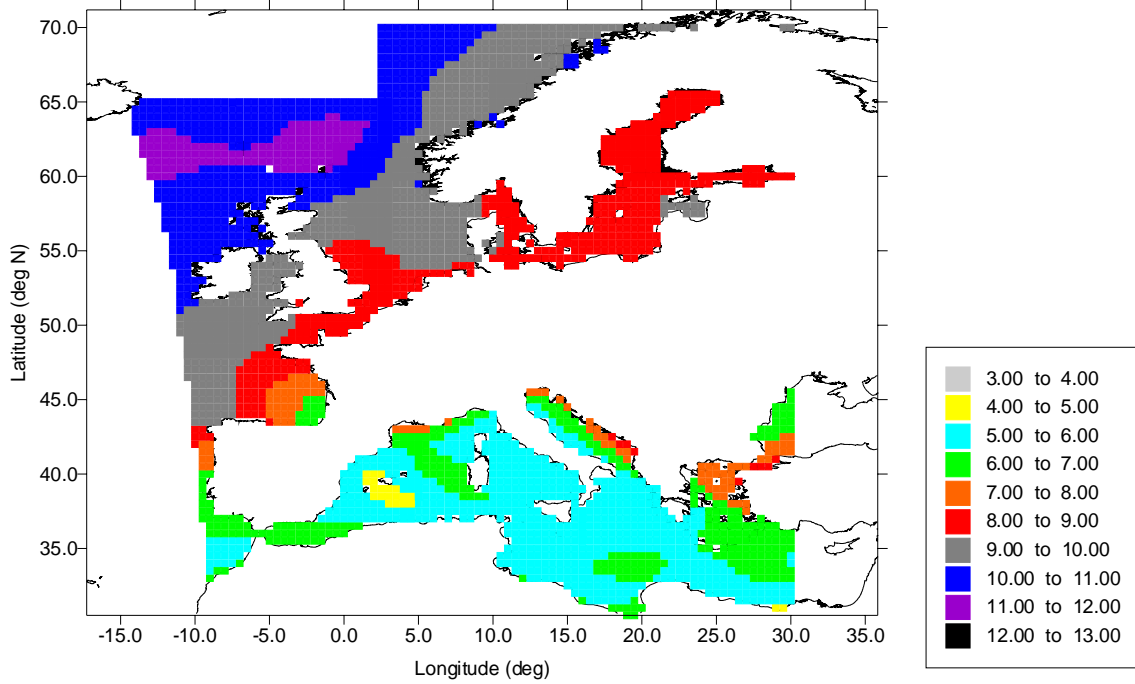 70.0
65.0
60.0
55.0
50.0
45.0
40.0
35.0
Latitude (deg N)
-15.0 -10.0 -5.0 0.0 5.0 10.0 15.0 20.0 25.0 30.0 35.0
Longitude (deg)
3.00 to 4.00
4.00 to 5.00
5.00 to 6.00
6.00 to 7.00
7.00 to 8.00
8.00 to 9.00
9.00 to 10.00
10.00 to 11.00
11.00 to 12.00
12.00 to 13.00